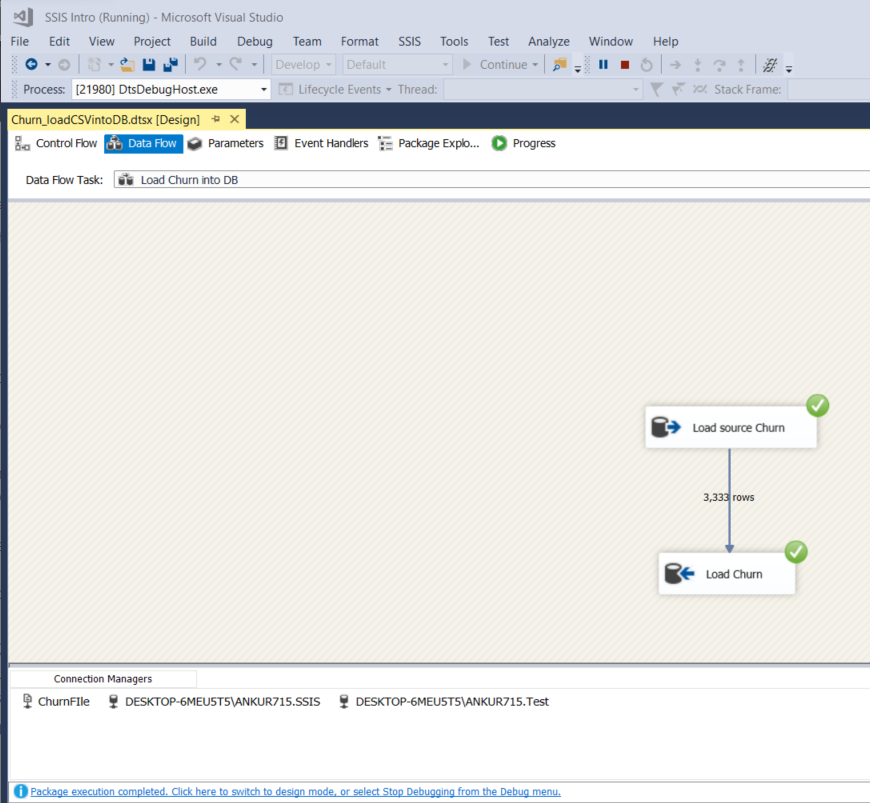 SSIS Intro (Running) - Microsoft Visual Studio
File Edit View Project Build Debug Team Format SSIS Tools Test Analyze Window Help
Develop Default Continue
Process: [21980] DtsDebugHost.exe Lifecycle Events Thread: Stack Frame:
Churn_loadCSVintoDB.dtsx [Design]
Control Flow Data Flow Parameters Event Handlers Package Explo... Progress
Data Flow Task: Load Churn into DB
Load source Churn
3,333 rows
Load Churn
Connection Managers
ChurnFIle DESKTOP-6MEU5T5\ANKUR715.SSIS DESKTOP-6MEU5T5\ANKUR715.Test
Package execution completed. Click here to switch to design mode, or select Stop Debugging from the Debug menu.